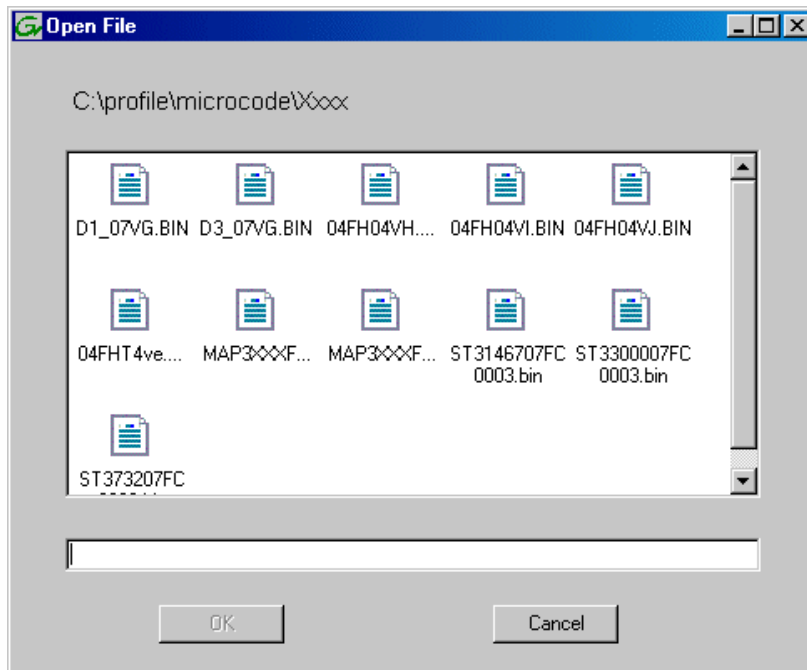 Open File
C:\profile\microcode\Xxxx
D1_07VG.BIN D3_07VG.BIN 04FH04VH.... 04FH04VI.BIN 04FH04VJ.BIN
04FHT4ve.... MAP3XXXF... MAP3XXXF... ST3146707FC ST3300007FC
0003.bin 0003.bin
ST373207FC
OK Cancel